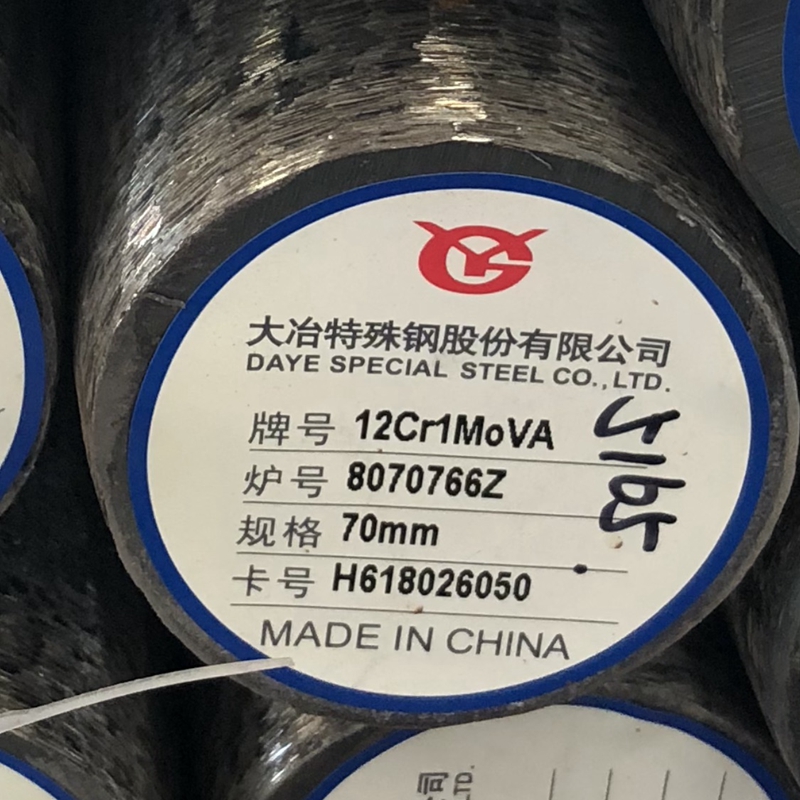 大冶特殊钢股份有限公司
DAYE SPECIAL STEEL CO.,LTD.
牌号 12Cr1MoVA
炉号 8070766Z
规格 70mm
卡号 H618026050
MADE IN CHINA